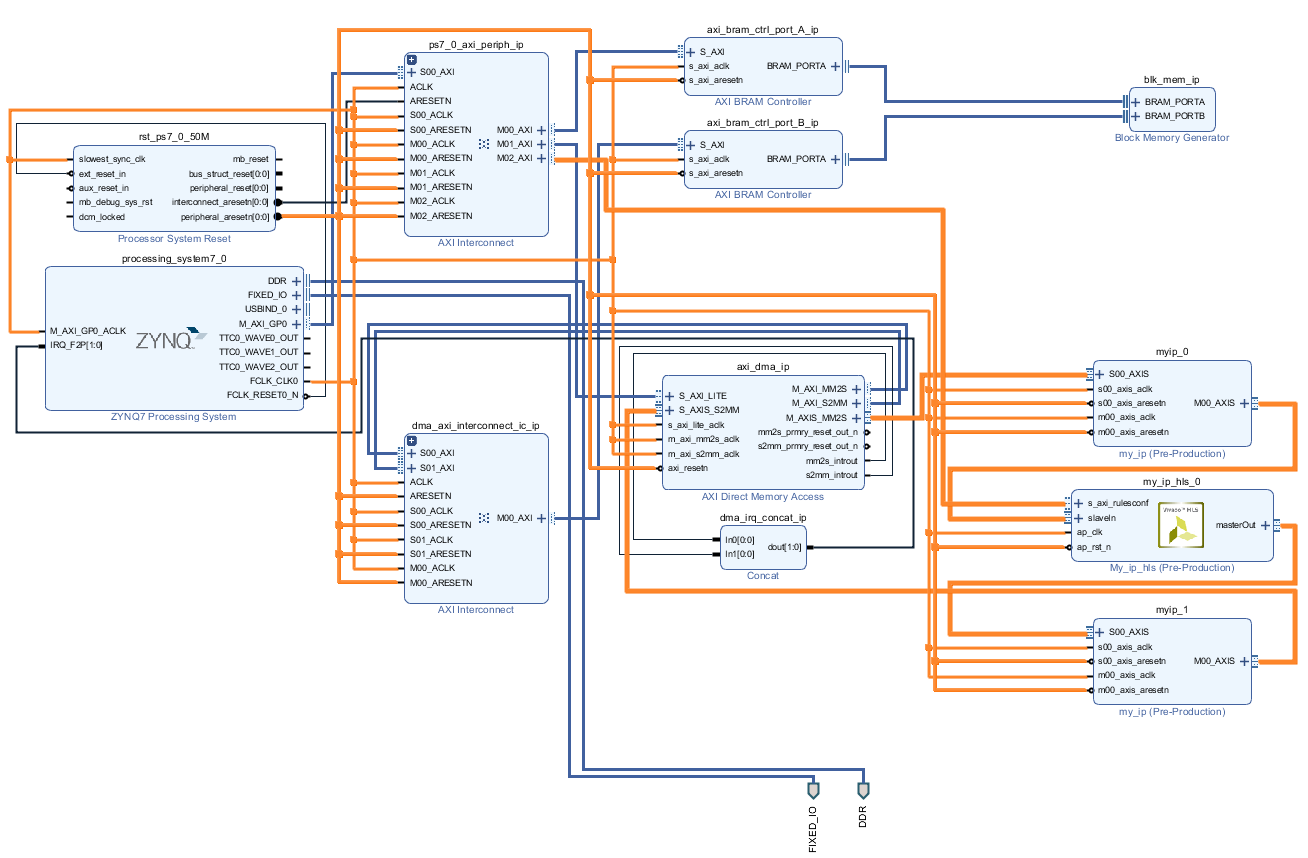 rst_ps7_0_50M
slowest_sync_clk
ext_reset_in
aux_reset_in
mb_debug_sys_rst
dcm_locked
mb_reset
bus_struct_reset[0:0]
peripheral_reset[0:0]
interconnect_aresetn[0:0]
peripheral_aresetn[0:0]
Processor System Reset
processing_system7_0
M_AXI_GP0_ACLK
IRQ_F2P[1:0]
ZYNQ
DDR
FIXED_IO
USBIND_0
M_AXI_GP0
TTC0_WAVE0_OUT
TTC0_WAVE1_OUT
TTC0_WAVE2_OUT
FCLK_CLK0
FCLK_RESET0_N
ZYNQ7 Processing System
ps7_0_axi_periph_ip
S00_AXI
ACLK
ARESETN
S00_ACLK
S00_ARESETN
M00_ACLK
M00_ARESETN
M01_ACLK
M01_ARESETN
M02_ACLK
M02_ARESETN
M00_AXI
M01_AXI
M02_AXI
AXI Interconnect
dma_axi_interconnect_ic_ip
S00_AXI
S01_AXI
ACLK
ARESETN
S00_ACLK
S00_ARESETN
S01_ACLK
S01_ARESETN
M00_ACLK
M00_ARESETN
M00_AXI
AXI Interconnect
axi_bram_ctrl_port_A_ip
S_AXI
s_axi_aclk
s_axi_aresetn
BRAM_PORTA
AXI BRAM Controller
axi_bram_ctrl_port_B_ip
S_AXI
s_axi_aclk
s_axi_aresetn
BRAM_PORTA
AXI BRAM Controller
blk_mem_ip
BRAM_PORTA
BRAM_PORTB
Block Memory Generator
axi_dma_ip
S_AXI_LITE
S_AXIS_S2MM
s_axi_lite_aclk
m_axi_mm2s_aclk
m_axi_s2mm_aclk
axi_resetn
M_AXI_MM2S
M_AXI_S2MM
M_AXIS_MM2S
mm2s_prmry_reset_out_n
s2mm_prmry_reset_out_n
mm2s_introut
s2mm_introut
AXI Direct Memory Access
dma_irq_concat_ip
In0[0:0]
In1[0:0]
dout[1:0]
Concat
myip_0
S00_AXIS
s00_axis_aclk
s00_axis_aresetn
m00_axis_aclk
m00_axis_aresetn
M00_AXIS
my_ip (Pre-Production)
my_ip_hls_0
s_axi_rulesconf
slaveIn
ap_clk
ap_rst_n
masterOut
My_ip_hls (Pre-Production)
myip_1
S00_AXIS
s00_axis_aclk
s00_axis_aresetn
m00_axis_aclk
m00_axis_aresetn
M00_AXIS
my_ip (Pre-Production)
FIXED_IO
DDR